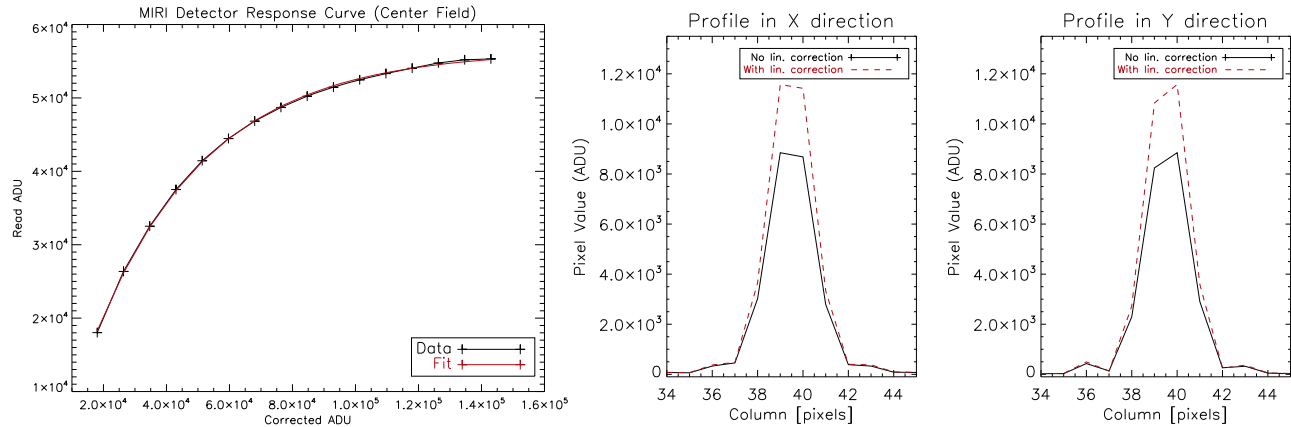 MIRI Detector Response Curve (Center Field)
6×10⁴
5×10⁴
4×10⁴
3×10⁴
2×10⁴
1×10⁴
Read ADU
Data
Fit
2.0×10⁴ 4.0×10⁴ 6.0×10⁴ 8.0×10⁴ 1.0×10⁵ 1.2×10⁵ 1.4×10⁵ 1.6×10⁵
Corrected ADU
Profile in X direction
No lin. correction
With lin. correction
1.2×10⁴
1.0×10⁴
8.0×10³
6.0×10³
4.0×10³
2.0×10³
0
Pixel Value (ADU)
34 36 38 40 42 44
Column [pixels]
Profile in Y direction
No lin. correction
With lin. correction
1.2×10⁴
1.0×10⁴
8.0×10³
6.0×10³
4.0×10³
2.0×10³
0
Pixel Value (ADU)
34 36 38 40 42 44
Column [pixels]